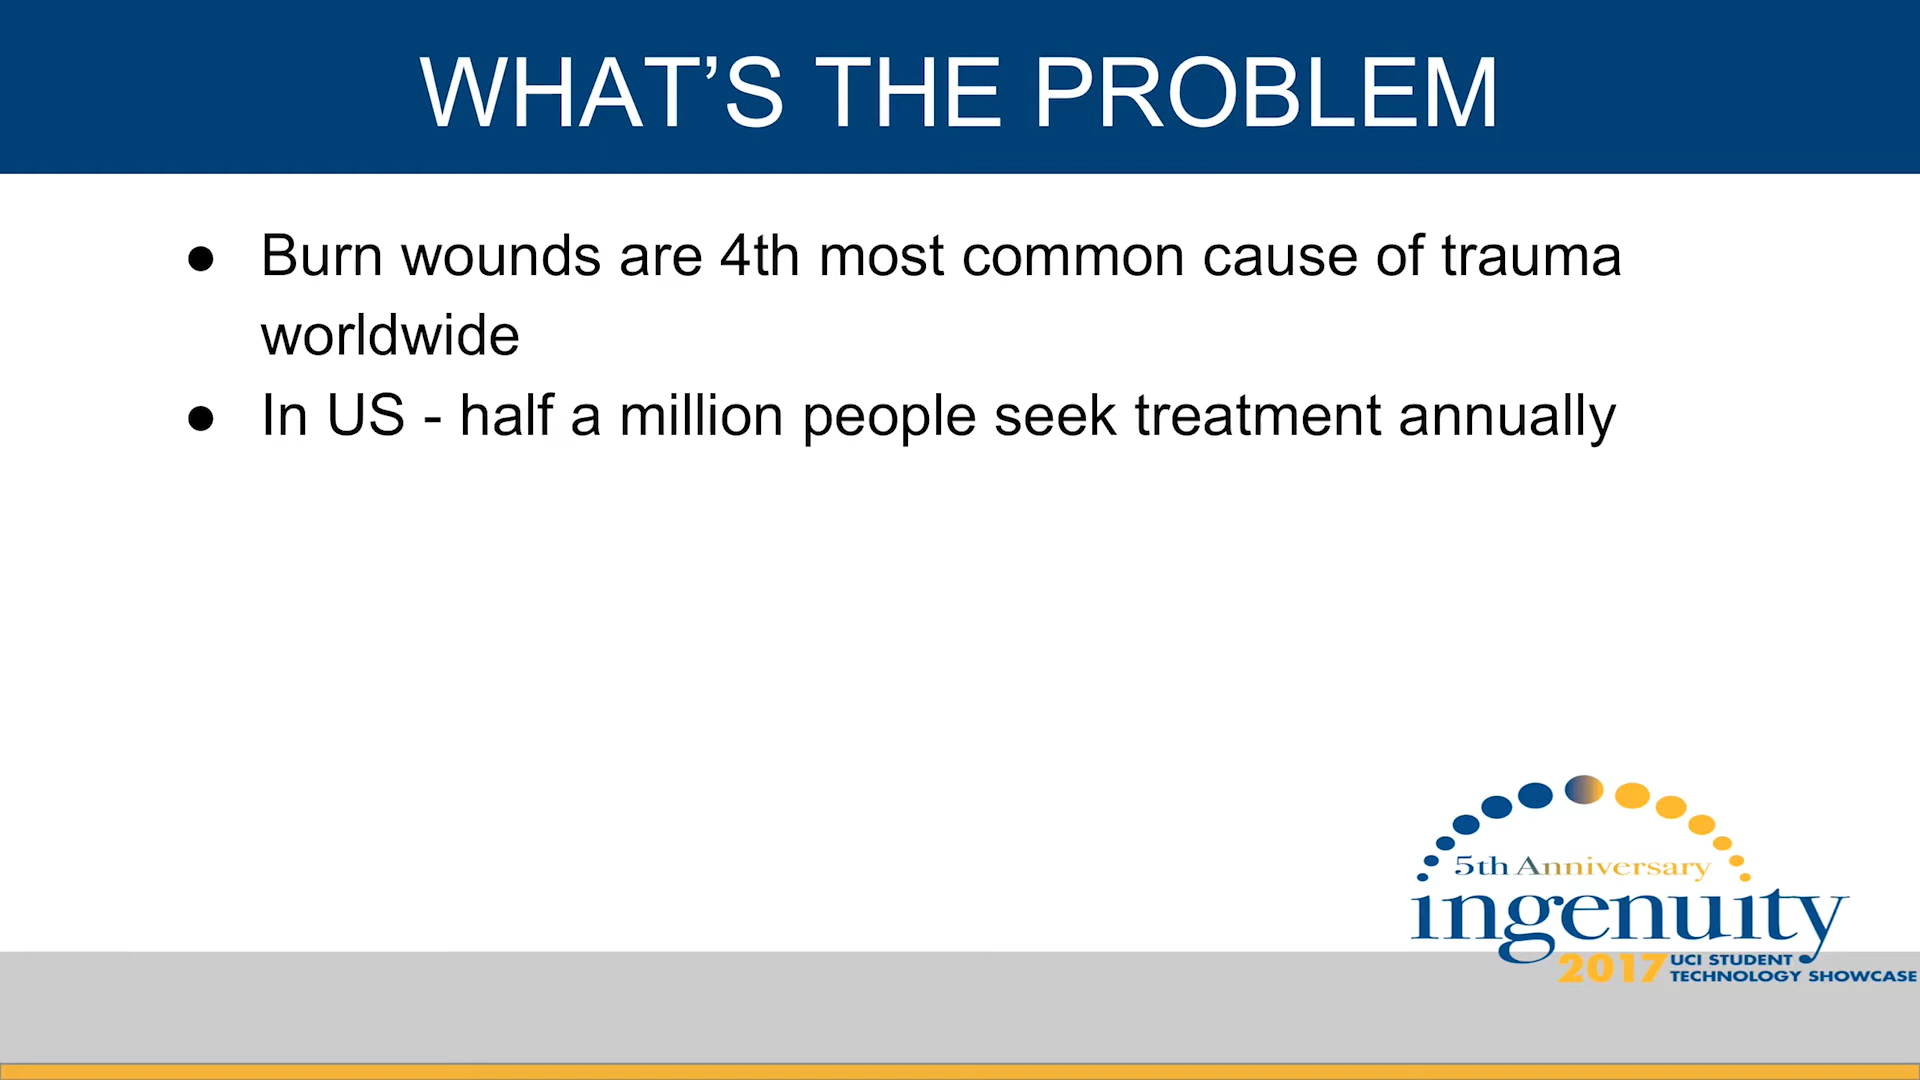 WHAT’S THE PROBLEM
● Burn wounds are 4th most common cause of trauma
worldwide
● In US - half a million people seek treatment annually
5th Anniversary
ingenuity
2017 UCI STUDENT
TECHNOLOGY SHOWCASE